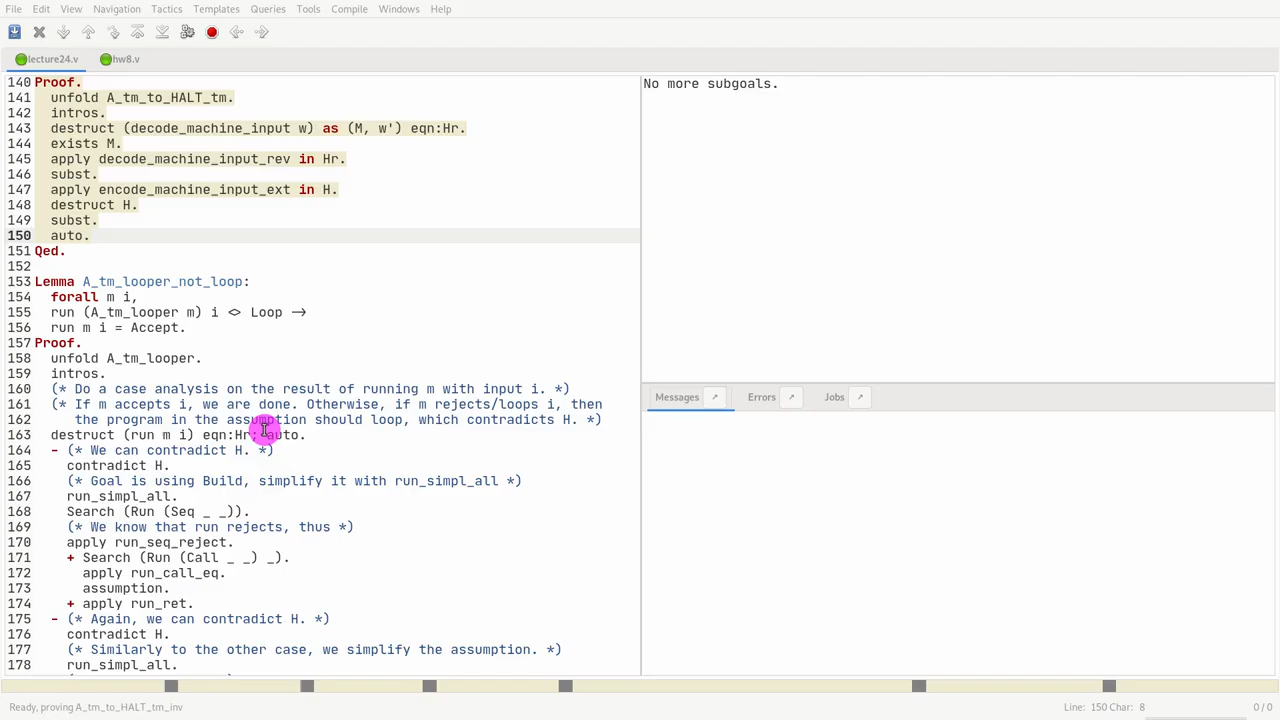 File Edit View Navigation Tactics Templates Queries Tools Compile Windows Help
lecture24.v hw8.v
140 Proof.
141 unfold A_tm_to_HALT_tm.
142 intros.
143 destruct (decode_machine_input w) as (M, w') eqn:Hr.
144 exists M.
145 apply decode_machine_input_rev in Hr.
146 subst.
147 apply encode_machine_input_ext in H.
148 destruct H.
149 subst.
150 auto.
151 Qed.
152
153 Lemma A_tm_looper_not_loop:
154 forall m i,
155 run (A_tm_looper m) i <> Loop ->
156 run m i = Accept.
157 Proof.
158 unfold A_tm_looper.
159 intros.
160 (* Do a case analysis on the result of running m with input i. *)
161 (* If m accepts i, we are done. Otherwise, if m rejects/loops i, then
162 the program in the assumption should loop, which contradicts H. *)
163 destruct (run m i) eqn:Hr; auto.
164 - (* We can contradict H. *)
165 contradict H.
166 (* Goal is using Build, simplify it with run_simpl_all *)
167 run_simpl_all.
168 Search (Run (Seq _ _)).
169 (* We know that run rejects, thus *)
170 apply run_seq_reject.
171 + Search (Run (Call _ _) _).
172 apply run_call_eq.
173 assumption.
174 + apply run_ret.
175 - (* Again, we can contradict H. *)
176 contradict H.
177 (* Similarly to the other case, we simplify the assumption. *)
178 run_simpl_all.
No more subgoals.
Messages Errors Jobs
Ready, proving A_tm_to_HALT_tm_inv
Line: 150 Char: 8
0 / 0